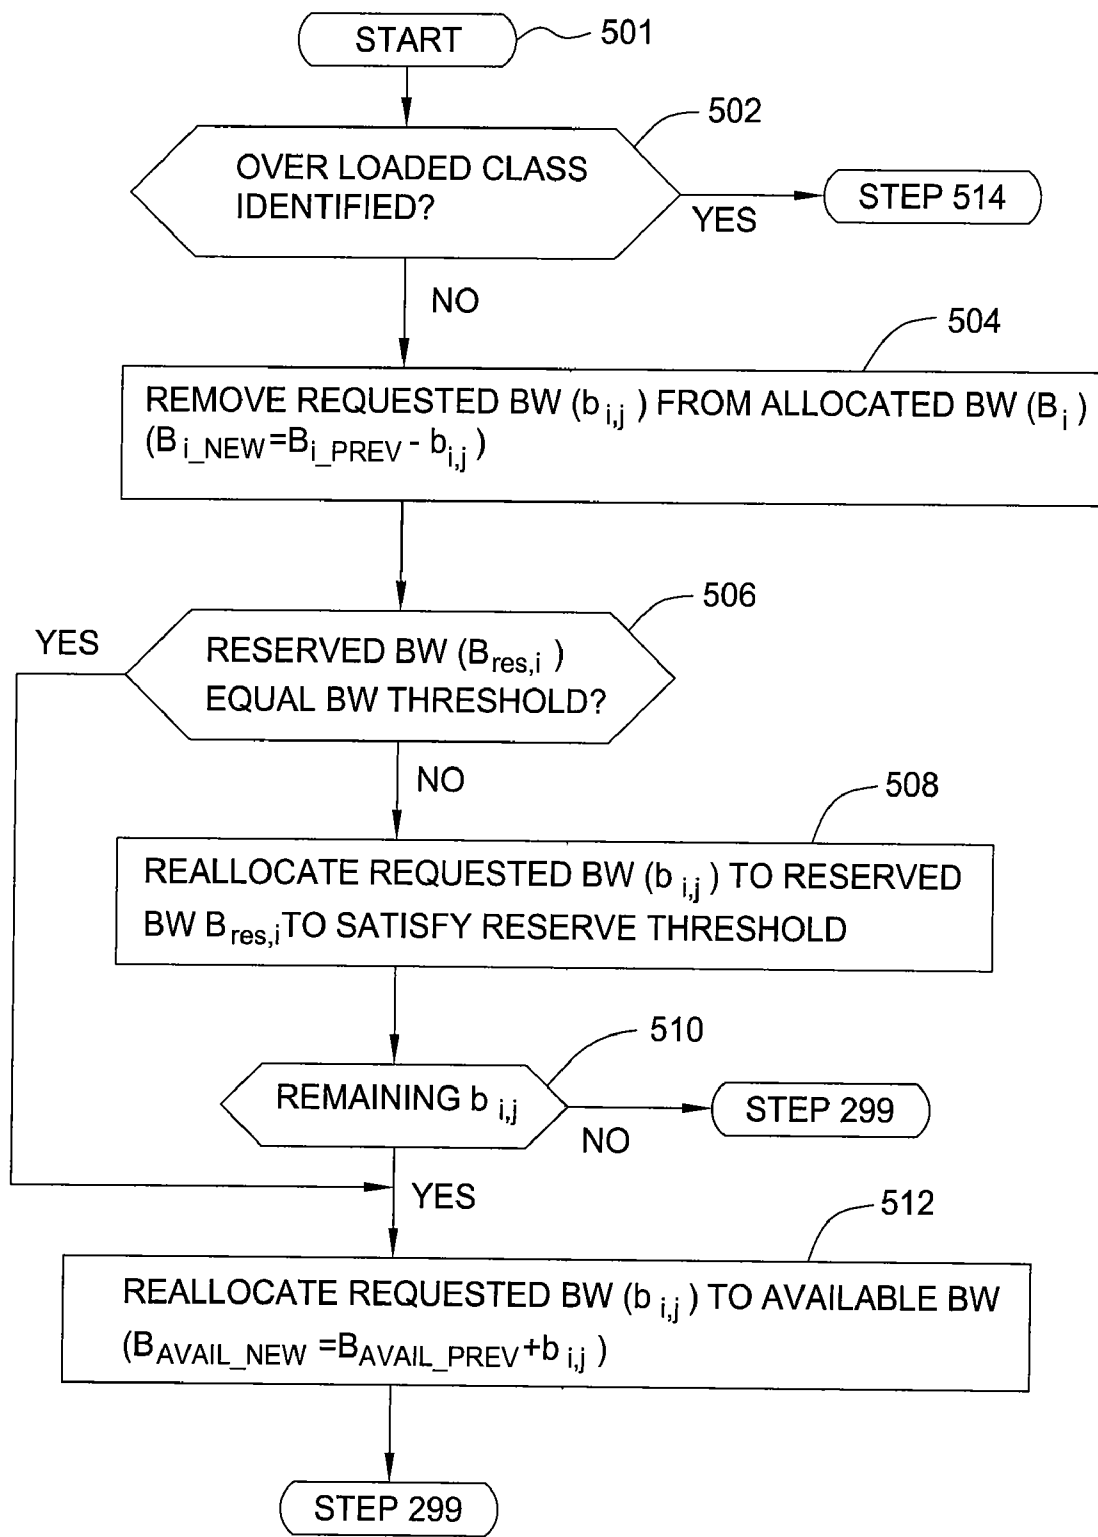 START
501
502
OVER LOADED CLASS
IDENTIFIED?
YES
STEP 514
NO
504
REMOVE REQUESTED BW (b i,j ) FROM ALLOCATED BW (B i )
(B i_NEW =B i_PREV - b i,j )
506
YES
RESERVED BW (B res,i )
EQUAL BW THRESHOLD?
NO
508
REALLOCATE REQUESTED BW (b i,j ) TO RESERVED
BW B res,i TO SATISFY RESERVE THRESHOLD
510
REMAINING b i,j
NO
STEP 299
YES
512
REALLOCATE REQUESTED BW (b i,j ) TO AVAILABLE BW
(B AVAIL_NEW =B AVAIL_PREV +b i,j )
STEP 299